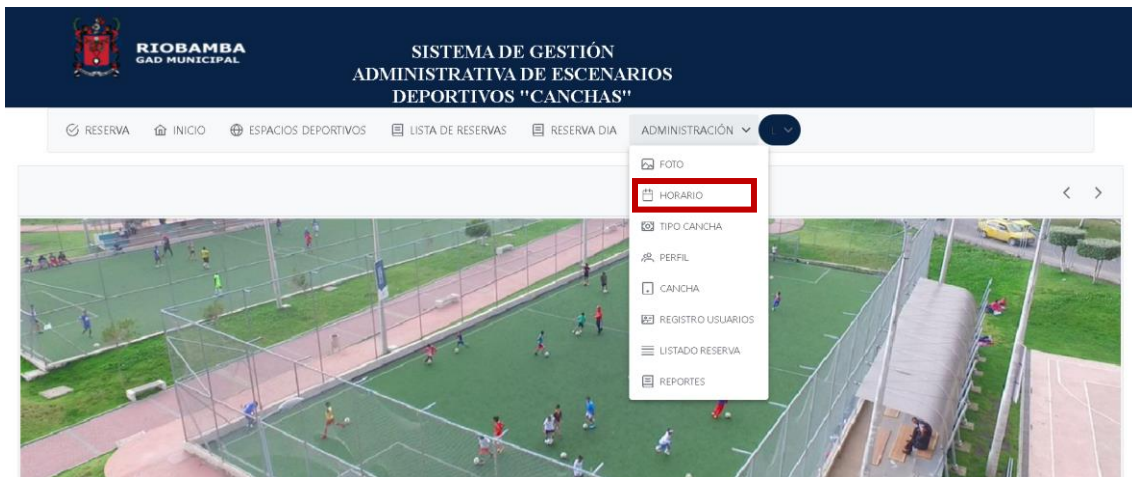 RIOBAMBA
GAD MUNICIPAL
SISTEMA DE GESTIÓN
ADMINISTRATIVA DE ESCENARIOS
DEPORTIVOS "CANCHAS"
RESERVA INICIO ESPACIOS DEPORTIVOS LISTA DE RESERVAS RESERVA DIA ADMINISTRACIÓN L
FOTO
HORARIO
TIPO CANCHA
PERFIL
CANCHA
REGISTRO USUARIOS
LISTADO RESERVA
REPORTES